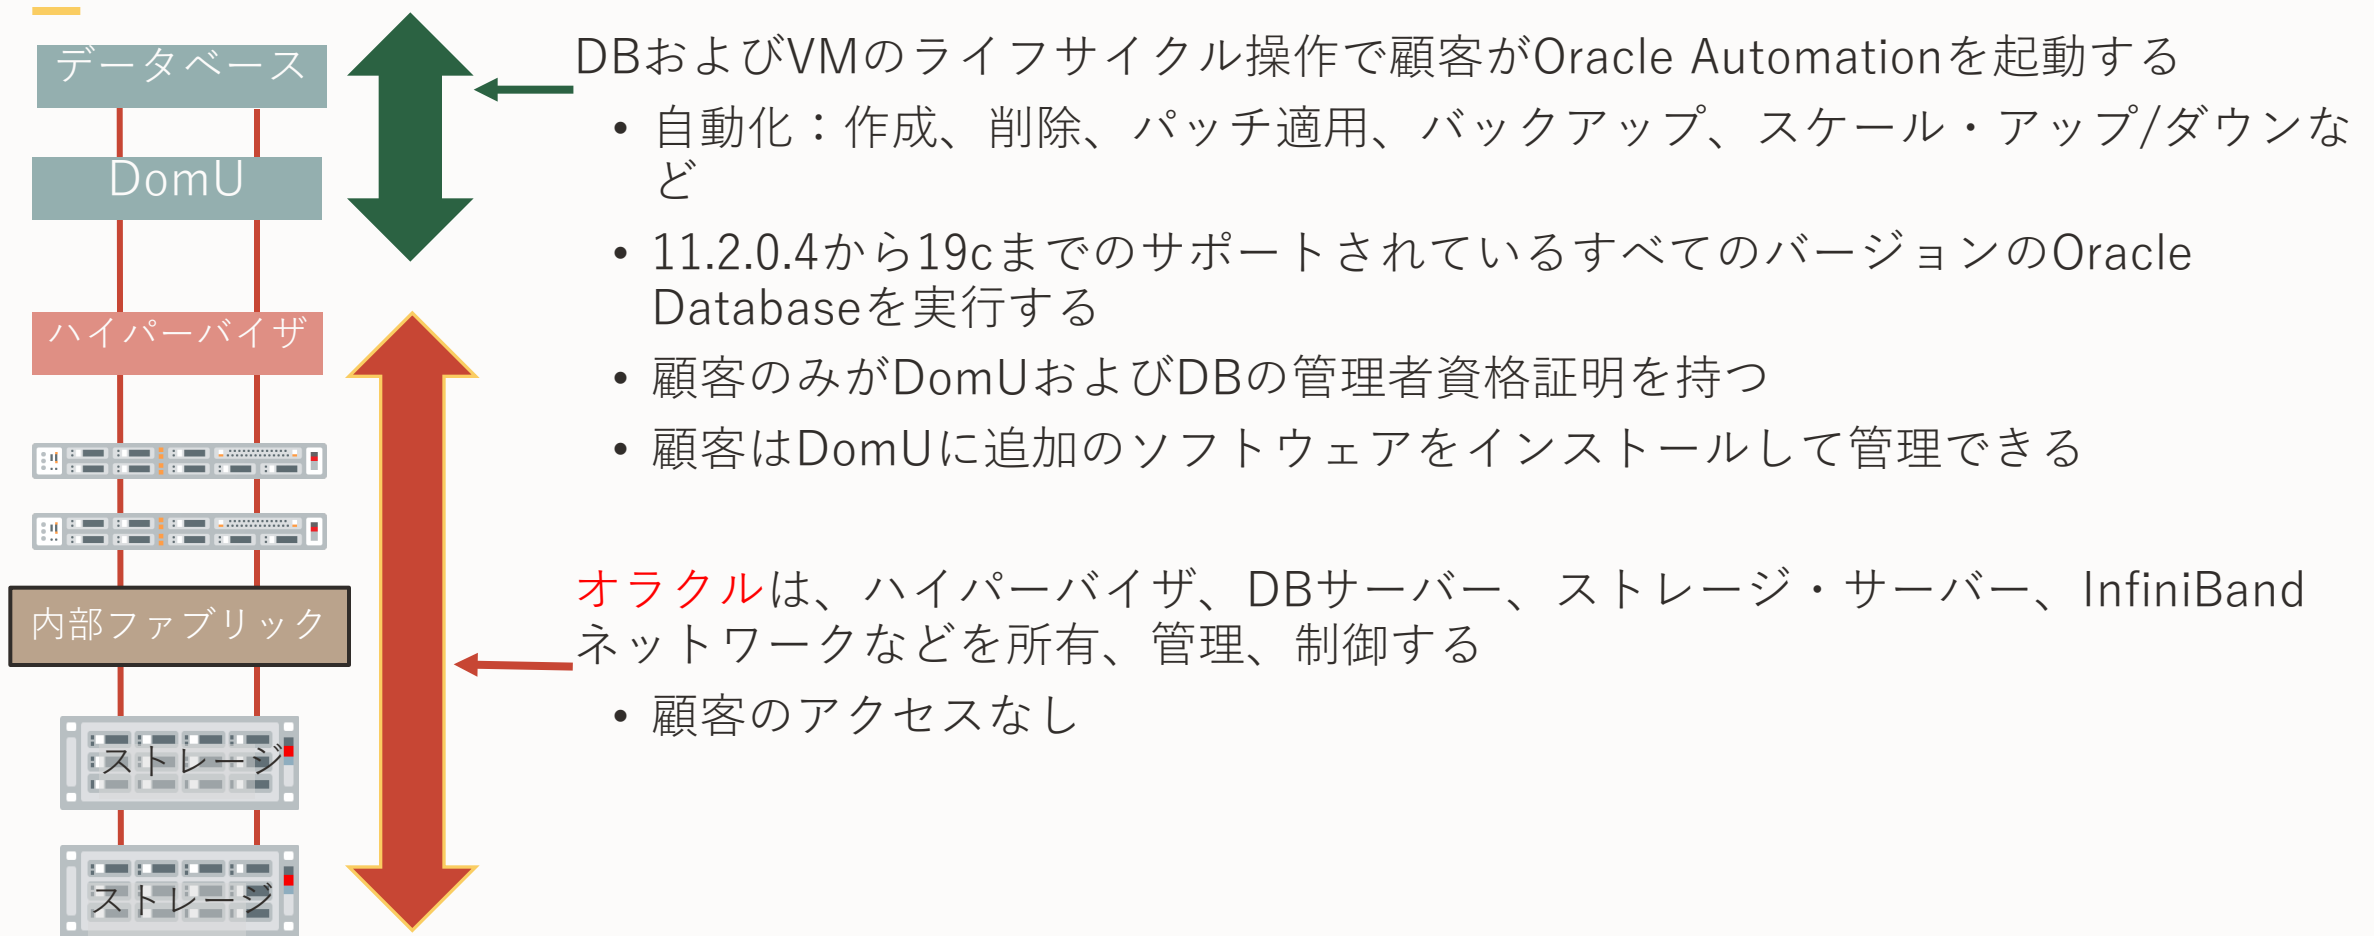 データベース
DomU
ハイパーバイザ
内部ファブリック
ストレージ
ストレージ
DBおよびVMのライフサイクル操作で顧客がOracle Automationを起動する
• 自動化：作成、削除、パッチ適用、バックアップ、スケール・アップ/ダウンな
ど
• 11.2.0.4から19cまでのサポートされているすべてのバージョンのOracle
Databaseを実行する
• 顧客のみがDomUおよびDBの管理者資格証明を持つ
• 顧客はDomUに追加のソフトウェアをインストールして管理できる
オラクルは、ハイパーバイザ、DBサーバー、ストレージ・サーバー、InfiniBand
ネットワークなどを所有、管理、制御する
• 顧客のアクセスなし